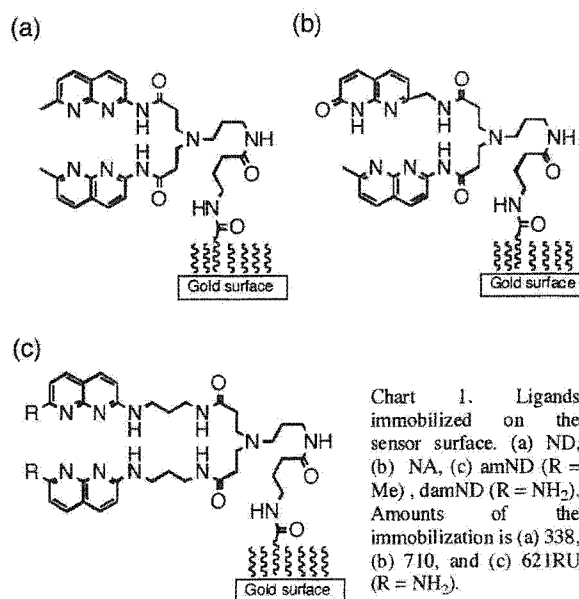 (a)
O
N N N
H
N NH
H O
N N N
O
HN
O
Gold surface
(b)
O
O N N N
H H
N NH
H O
N N N
O
HN
O
Gold surface
(c)
O
R N N N N
H H
N NH
H H O
R N N N N
O
HN
O
Gold surface
Chart 1. Ligands
immobilized on the
sensor surface. (a) ND,
(b) NA, (c) amND (R =
Me) , damND (R = NH₂).
Amounts of the
immobilization is (a) 338,
(b) 710, and (c) 621RU
(R = NH₂).